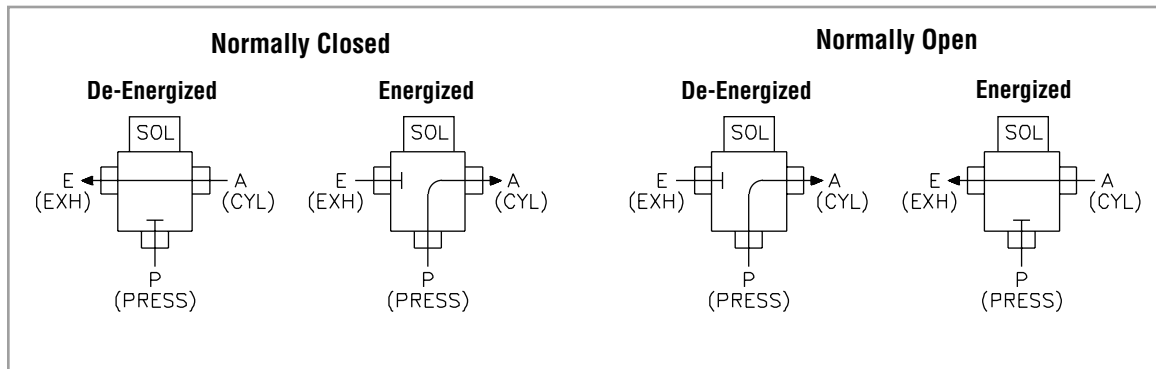 Normally Closed
Normally Open
De-Energized
Energized
De-Energized
Energized
SOL
SOL
SOL
SOL
E
(EXH)
A
(CYL)
E
(EXH)
A
(CYL)
E
(EXH)
A
(CYL)
E
(EXH)
A
(CYL)
P
(PRESS)
P
(PRESS)
P
(PRESS)
P
(PRESS)